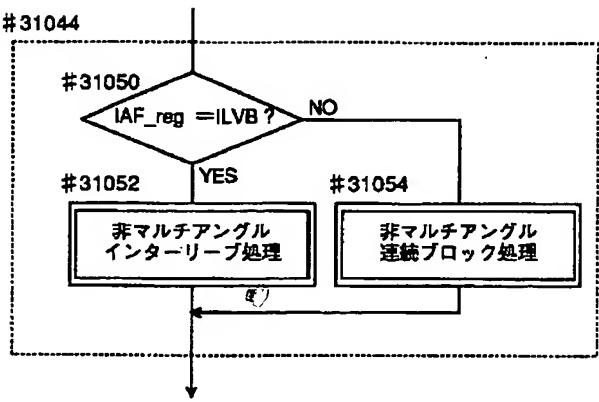 #31044
#31050
IAF_reg =ILVB ?
NO
YES
#31052
#31054
非マルチアングル
インターリーブ処理
非マルチアングル
連続ブロック処理